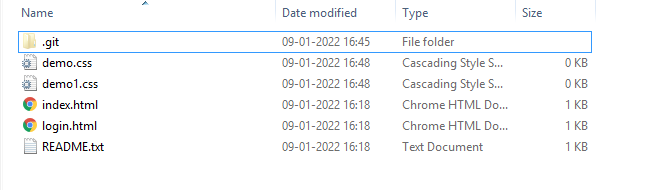 Name Date modified Type Size
.git 09-01-2022 16:45 File folder
demo.css 09-01-2022 16:48 Cascading Style S... 0 KB
demo1.css 09-01-2022 16:48 Cascading Style S... 0 KB
index.html 09-01-2022 16:18 Chrome HTML Do... 1 KB
login.html 09-01-2022 16:18 Chrome HTML Do... 1 KB
README.txt 09-01-2022 16:18 Text Document 1 KB